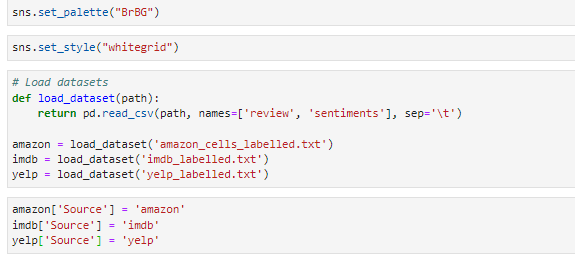 sns.set_palette("BrBG")
sns.set_style("whitegrid")
# Load datasets
def load_dataset(path):
    return pd.read_csv(path, names=['review', 'sentiments'], sep='\t')
amazon = load_dataset('amazon_cells_labelled.txt')
imdb = load_dataset('imdb_labelled.txt')
yelp = load_dataset('yelp_labelled.txt')
amazon['Source'] = 'amazon'
imdb['Source'] = 'imdb'
yelp['Source'] = 'yelp'